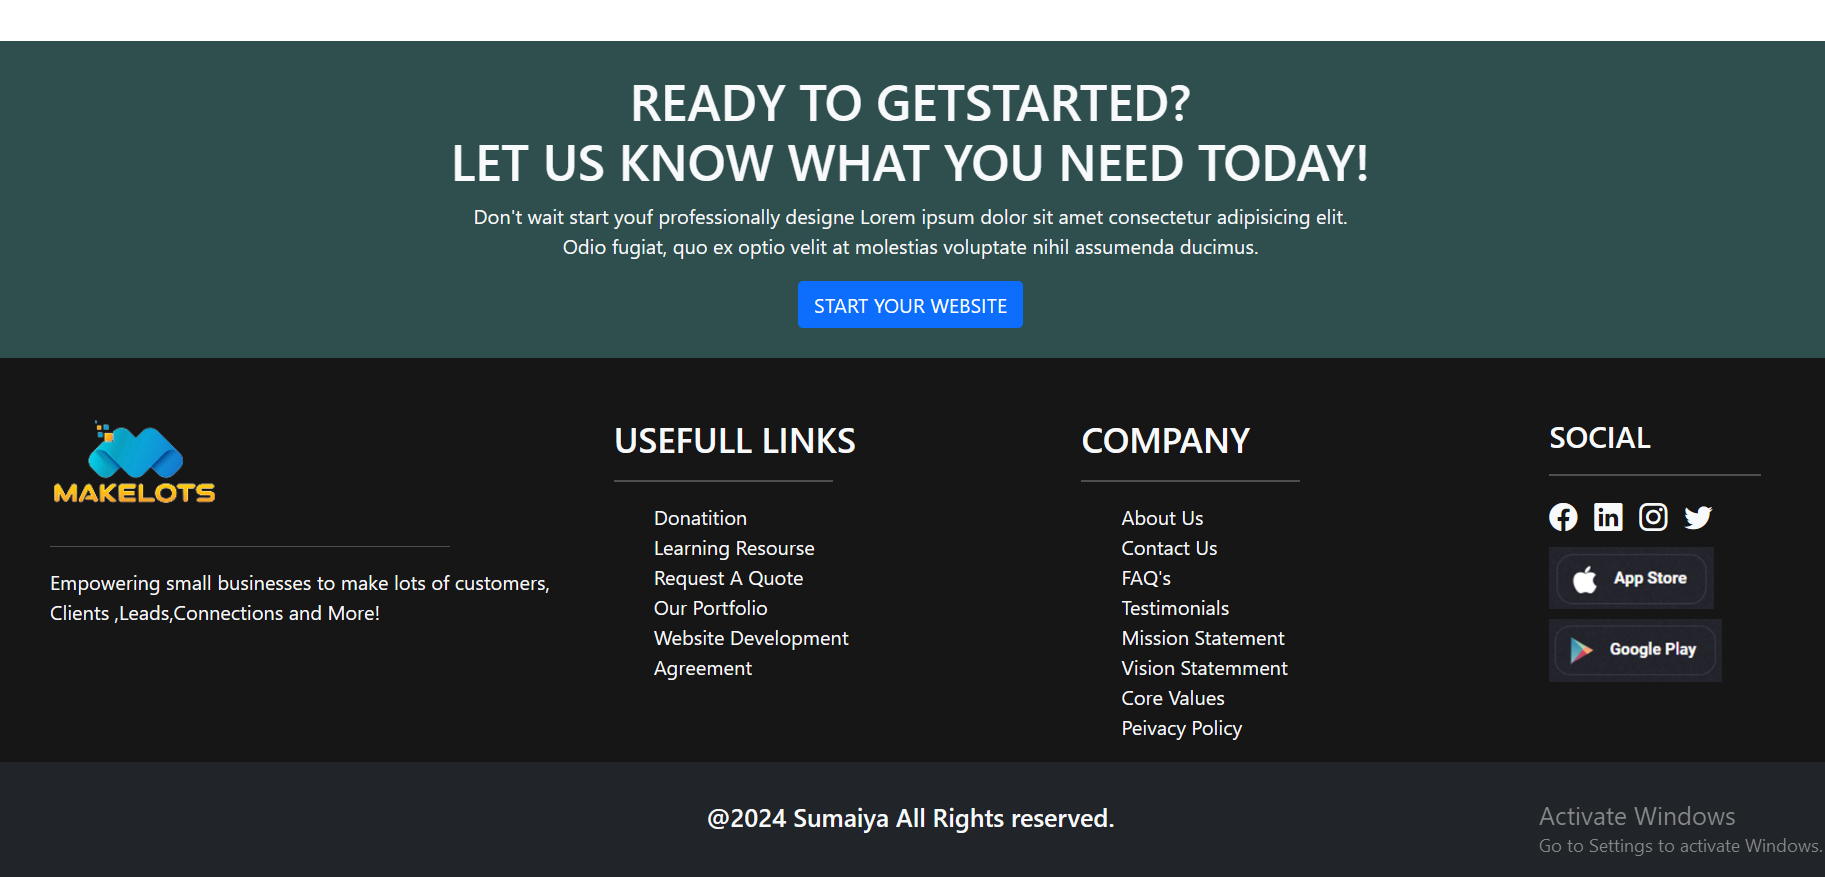 READY TO GETSTARTED?
LET US KNOW WHAT YOU NEED TODAY!
Don't wait start youf professionally designe Lorem ipsum dolor sit amet consectetur adipisicing elit.
Odio fugiat, quo ex optio velit at molestias voluptate nihil assumenda ducimus.
START YOUR WEBSITE
MAKELOTS
Empowering small businesses to make lots of customers,
Clients ,Leads,Connections and More!
USEFULL LINKS
Donatition
Learning Resourse
Request A Quote
Our Portfolio
Website Development
Agreement
COMPANY
About Us
Contact Us
FAQ's
Testimonials
Mission Statement
Vision Statemment
Core Values
Peivacy Policy
SOCIAL
App Store
Google Play
@2024 Sumaiya All Rights reserved.
Activate Windows
Go to Settings to activate Windows.